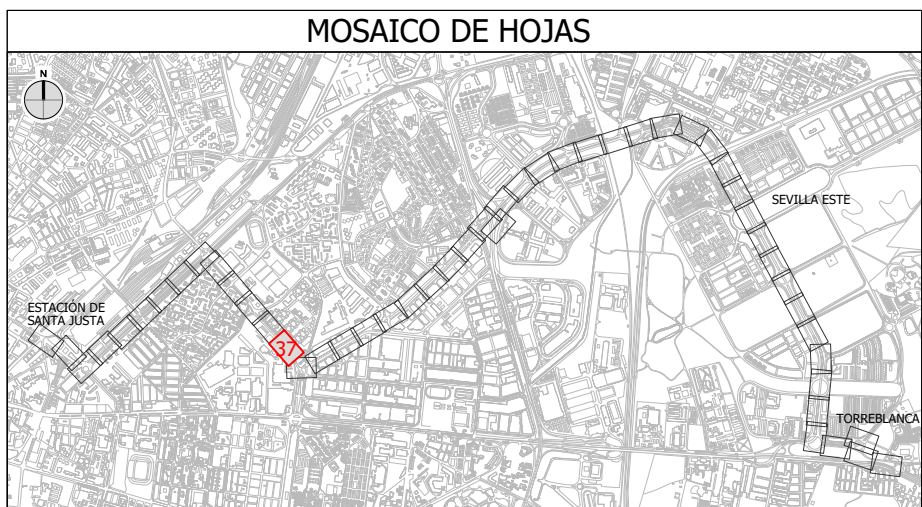 MOSAICO DE HOJAS
N
SEVILLA ESTE
ESTACIÓN DE
SANTA JUSTA
37
TORREBLANCA